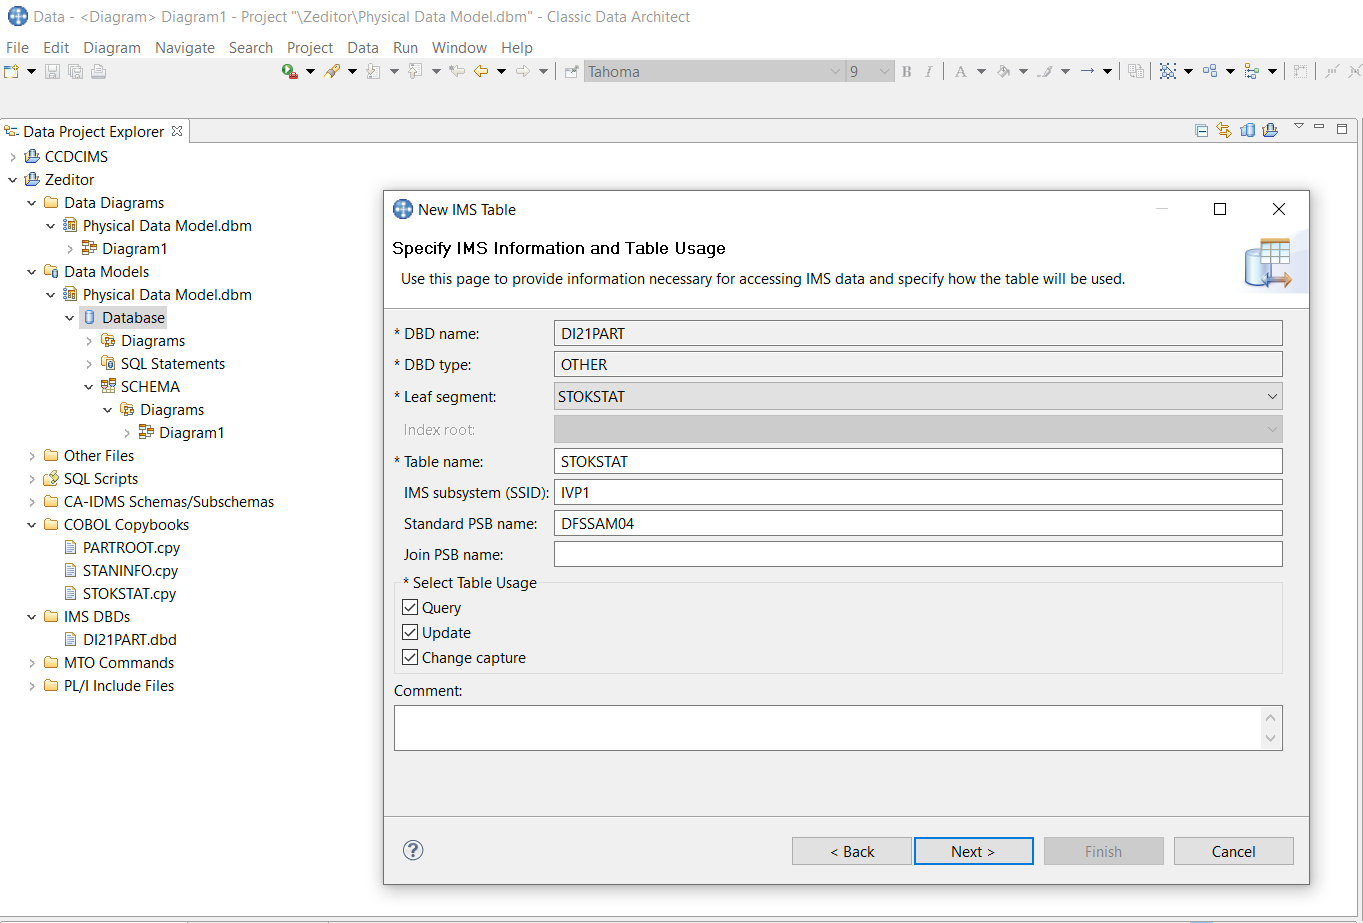 Data - <Diagram> Diagram1 - Project "\Zeditor\Physical Data Model.dbm" - Classic Data Architect
File Edit Diagram Navigate Search Project Data Run Window Help
Tahoma 9 B I A
Data Project Explorer
CCDCIMS
Zeditor
Data Diagrams
Physical Data Model.dbm
Diagram1
Data Models
Physical Data Model.dbm
Database
Diagrams
SQL Statements
SCHEMA
Diagrams
Diagram1
Other Files
SQL Scripts
CA-IDMS Schemas/Subschemas
COBOL Copybooks
PARTROOT.cpy
STANINFO.cpy
STOKSTAT.cpy
IMS DBDs
DI21PART.dbd
MTO Commands
PL/I Include Files
New IMS Table
Specify IMS Information and Table Usage
Use this page to provide information necessary for accessing IMS data and specify how the table will be used.
* DBD name: DI21PART
* DBD type: OTHER
* Leaf segment: STOKSTAT
Index root:
* Table name: STOKSTAT
IMS subsystem (SSID): IVP1
Standard PSB name: DFSSAM04
Join PSB name:
* Select Table Usage
Query
Update
Change capture
Comment:
? < Back Next > Finish Cancel